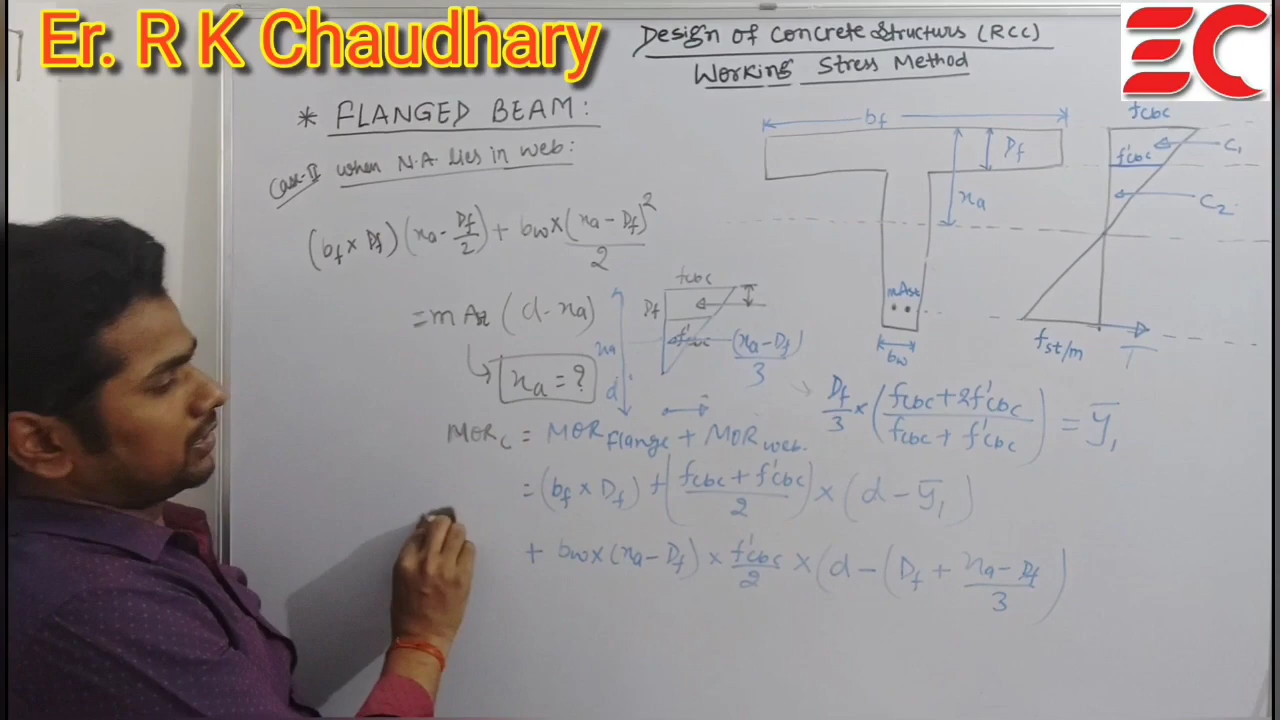 Er. R K Chaudhary
EC
Design of Concrete Structurs (RCC)
Working Stress Method
* FLANGED BEAM:
Case-II when N.A. lies in web:
(bf × Df) (xa - Df/2) + bw × (xa - Df)²/2
= m Ast (d - xa)
xa = ?
bf
Df
xa
mAst
bw
fcbc
f'cbc
C1
C2
fst/m
T
fcbc
Df
f'cbc
xa
d
(xa - Df)/3
Df/3 × (fcbc + 2f'cbc / fcbc + f'cbc) = ȳ1
MORc = MOR flange + MOR web.
= (bf × Df) + (fcbc + f'cbc / 2) × (d - ȳ1)
+ bw × (xa - Df) × f'cbc/2 × (d - (Df + xa - Df / 3)